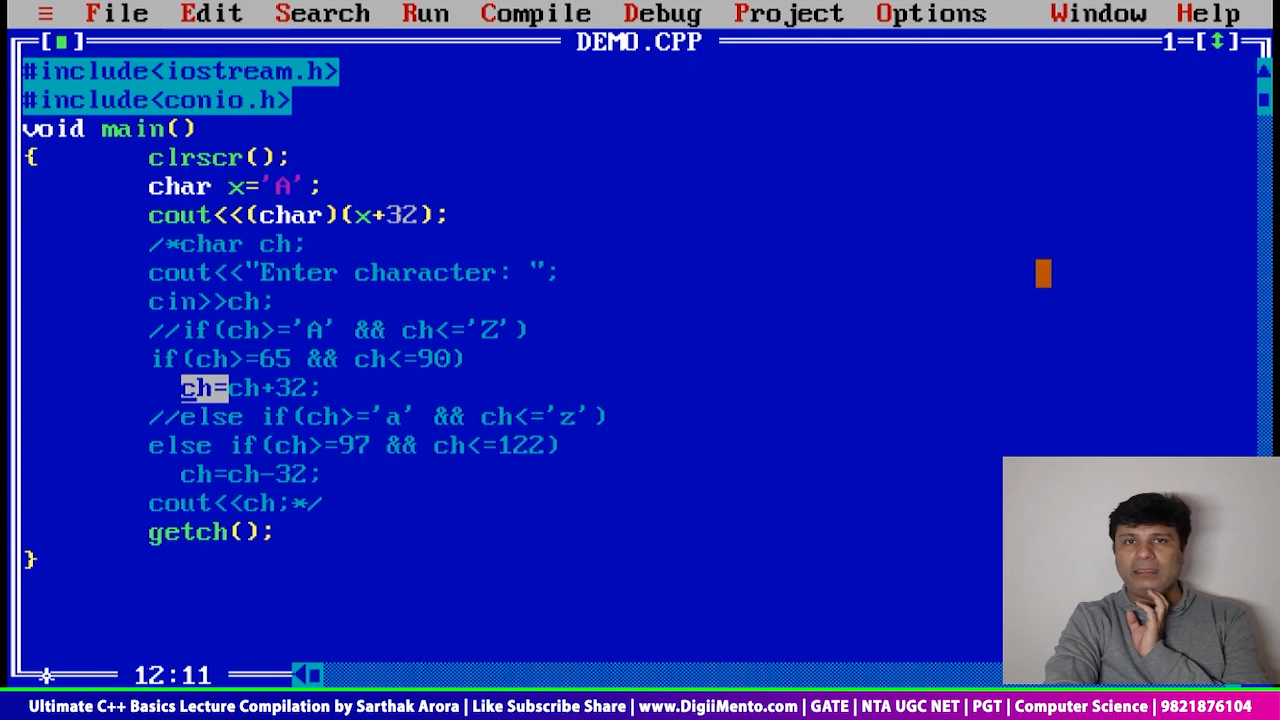 ≡ File Edit Search Run Compile Debug Project Options Window Help
[■] DEMO.CPP 1=[↕]
#include<iostream.h>
#include<conio.h>
void main()
{ clrscr();
char x='A';
cout<<(char)(x+32);
/*char ch;
cout<<"Enter character: ";
cin>>ch;
//if(ch>='A' && ch<='Z')
if(ch>=65 && ch<=90)
ch=ch+32;
//else if(ch>='a' && ch<='z')
else if(ch>=97 && ch<=122)
ch=ch-32;
cout<<ch;*/
getch();
}
12:11
Ultimate C++ Basics Lecture Compilation by Sarthak Arora | Like Subscribe Share | www.DigiiMento.com | GATE | NTA UGC NET | PGT | Computer Science | 9821876104